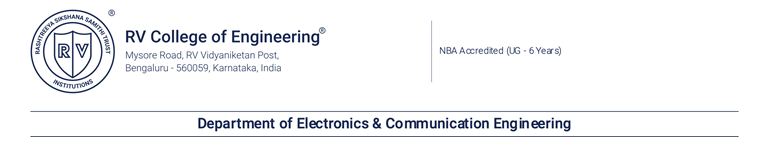 RASHTREEYA SIKSHANA SAMITHI TRUST
RV
INSTITUTIONS
®
RV College of Engineering®
Mysore Road, RV Vidyaniketan Post,
Bengaluru - 560059, Karnataka, India
NBA Accredited (UG - 6 Years)
Department of Electronics & Communication Engineering